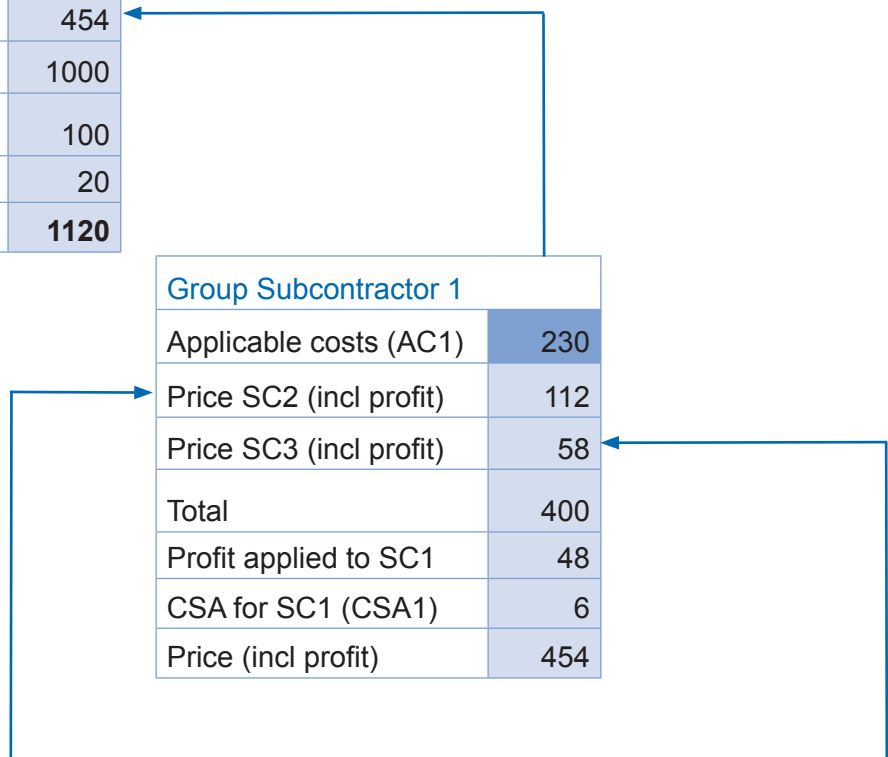 454
1000
100
20
1120
Group Subcontractor 1
Applicable costs (AC1) 230
Price SC2 (incl profit) 112
Price SC3 (incl profit) 58
Total 400
Profit applied to SC1 48
CSA for SC1 (CSA1) 6
Price (incl profit) 454